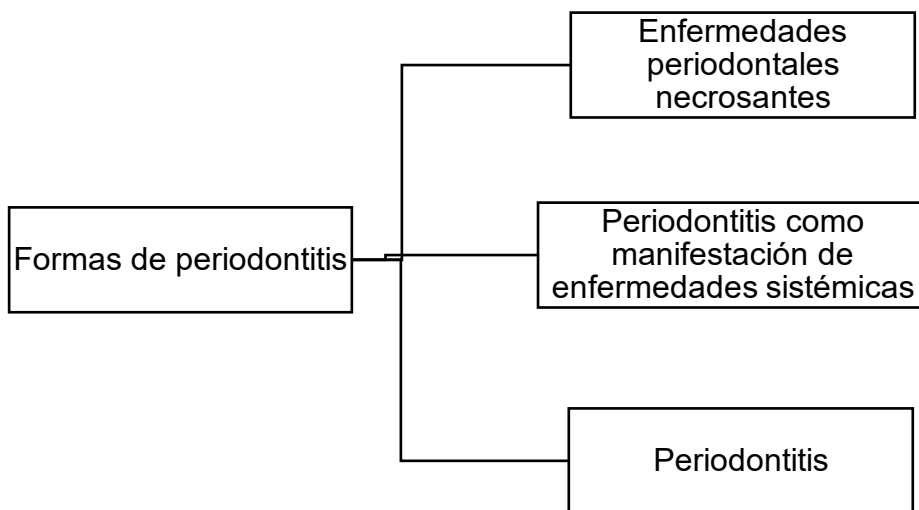 Enfermedades
periodontales
necrosantes
Formas de periodontitis
Periodontitis como
manifestación de
enfermedades sistémicas
Periodontitis